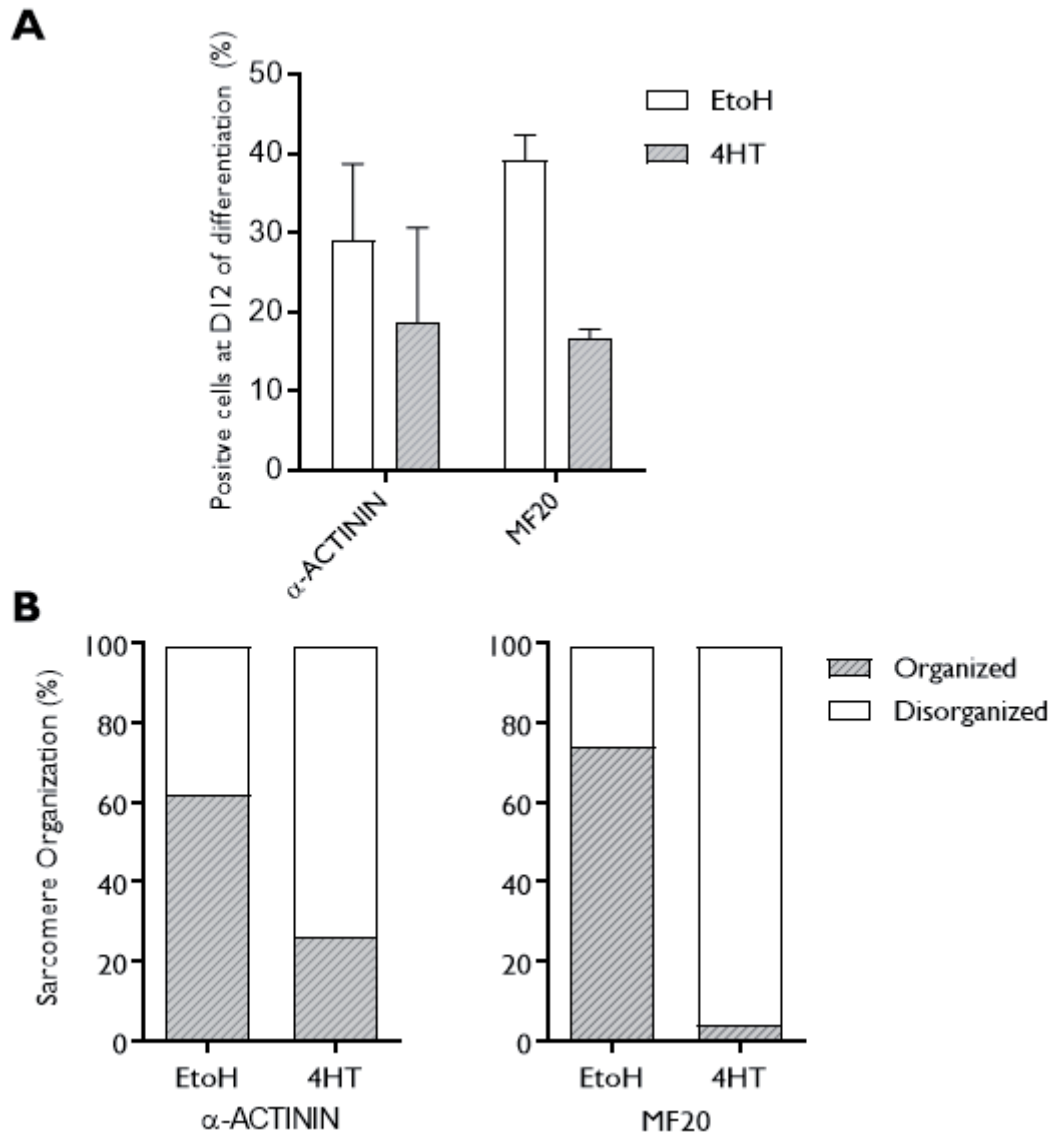 A
Positve cells at D12 of differentiation (%)
50
40
30
20
10
0
α-ACTININ
MF20
EtoH
4HT
B
Sarcomere Organization (%)
100
80
60
40
20
0
EtoH 4HT
α-ACTININ
100
80
60
40
20
0
EtoH 4HT
MF20
Organized
Disorganized